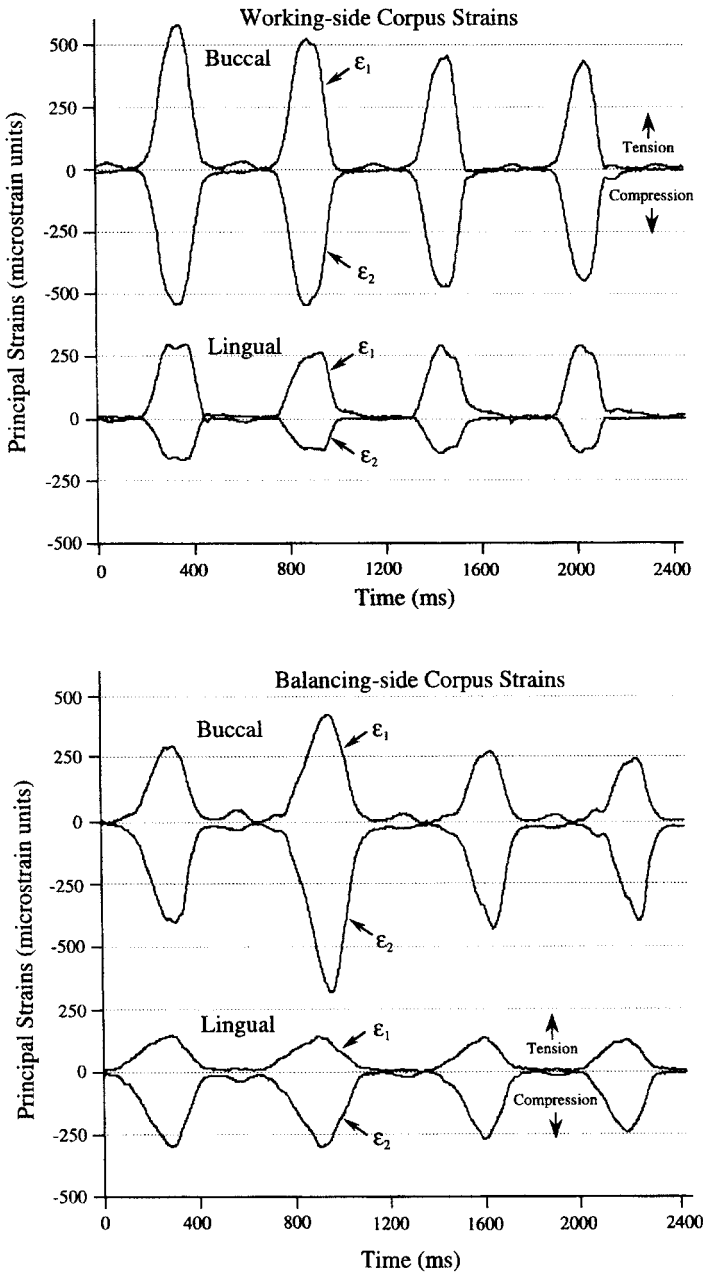 Working-side Corpus Strains
500
Buccal
ε₁
250
Tension
0
Compression
-250
ε₂
-500
Lingual
ε₁
250
0
ε₂
-250
-500
0 400 800 1200 1600 2000 2400
Time (ms)
Principal Strains (microstrain units)
Balancing-side Corpus Strains
500
Buccal
ε₁
250
0
-250
ε₂
-500
Lingual
250
ε₁
Tension
0
Compression
-250
ε₂
-500
0 400 800 1200 1600 2000 2400
Time (ms)
Principal Strains (microstrain units)